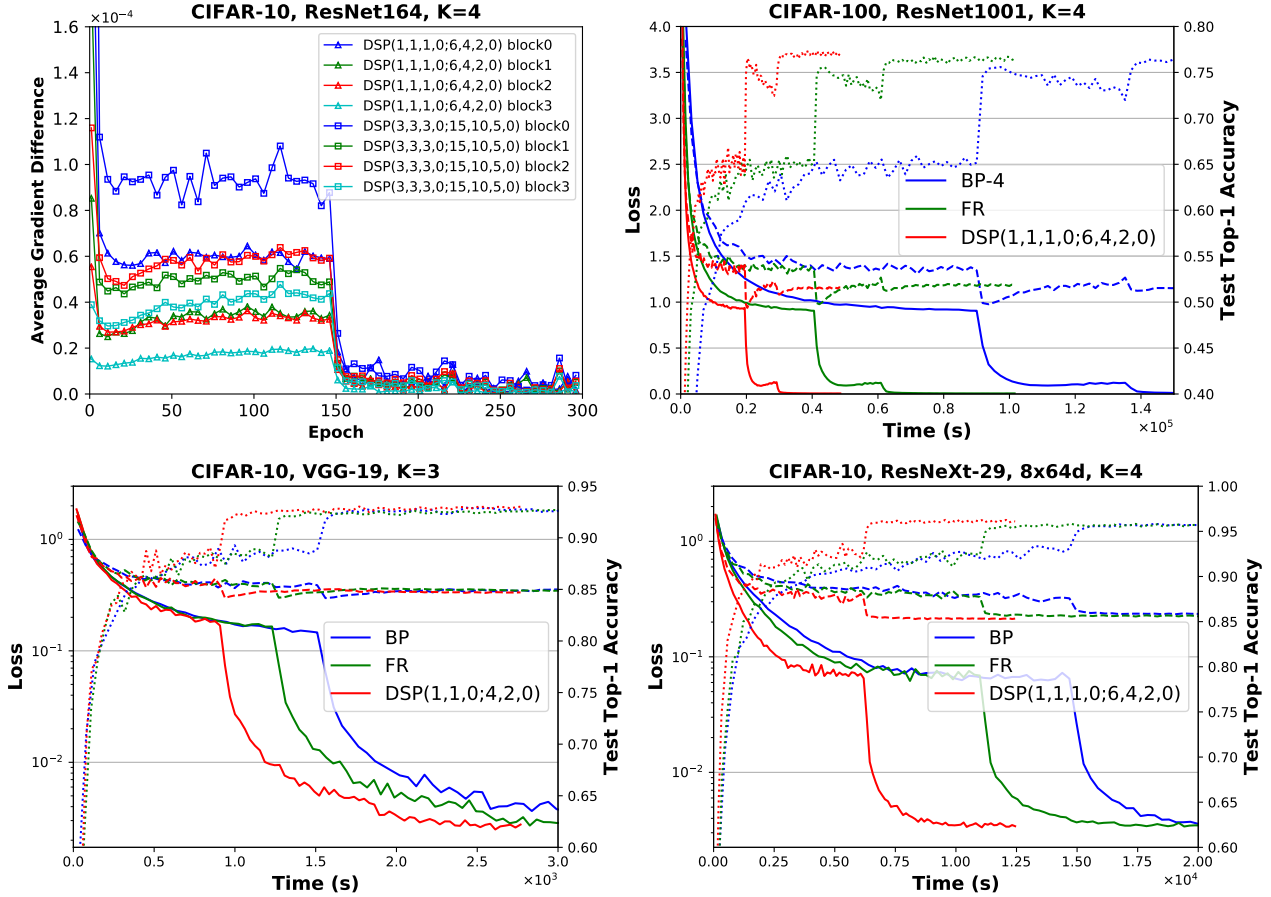 CIFAR-10, ResNet164, K=4
×10⁻⁴
1.6
1.4
1.2
1.0
0.8
0.6
0.4
0.2
0.0
Average Gradient Difference
DSP(1,1,1,0;6,4,2,0) block0
DSP(1,1,1,0;6,4,2,0) block1
DSP(1,1,1,0;6,4,2,0) block2
DSP(1,1,1,0;6,4,2,0) block3
DSP(3,3,3,0;15,10,5,0) block0
DSP(3,3,3,0;15,10,5,0) block1
DSP(3,3,3,0;15,10,5,0) block2
DSP(3,3,3,0;15,10,5,0) block3
0 50 100 150 200 250 300
Epoch
CIFAR-100, ResNet1001, K=4
4.0
3.5
3.0
2.5
2.0
1.5
1.0
0.5
0.0
Loss
BP-4
FR
DSP(1,1,1,0;6,4,2,0)
0.80
0.75
0.70
0.65
0.60
0.55
0.50
0.45
0.40
Test Top-1 Accuracy
0.0 0.2 0.4 0.6 0.8 1.0 1.2 1.4
×10⁵
Time (s)
CIFAR-10, VGG-19, K=3
10⁰
10⁻¹
10⁻²
Loss
BP
FR
DSP(1,1,0;4,2,0)
0.95
0.90
0.85
0.80
0.75
0.70
0.65
0.60
Test Top-1 Accuracy
0.0 0.5 1.0 1.5 2.0 2.5 3.0
×10³
Time (s)
CIFAR-10, ResNeXt-29, 8x64d, K=4
10⁰
10⁻¹
10⁻²
Loss
BP
FR
DSP(1,1,1,0;6,4,2,0)
1.00
0.95
0.90
0.85
0.80
0.75
0.70
0.65
0.60
Test Top-1 Accuracy
0.00 0.25 0.50 0.75 1.00 1.25 1.50 1.75 2.00
×10⁴
Time (s)